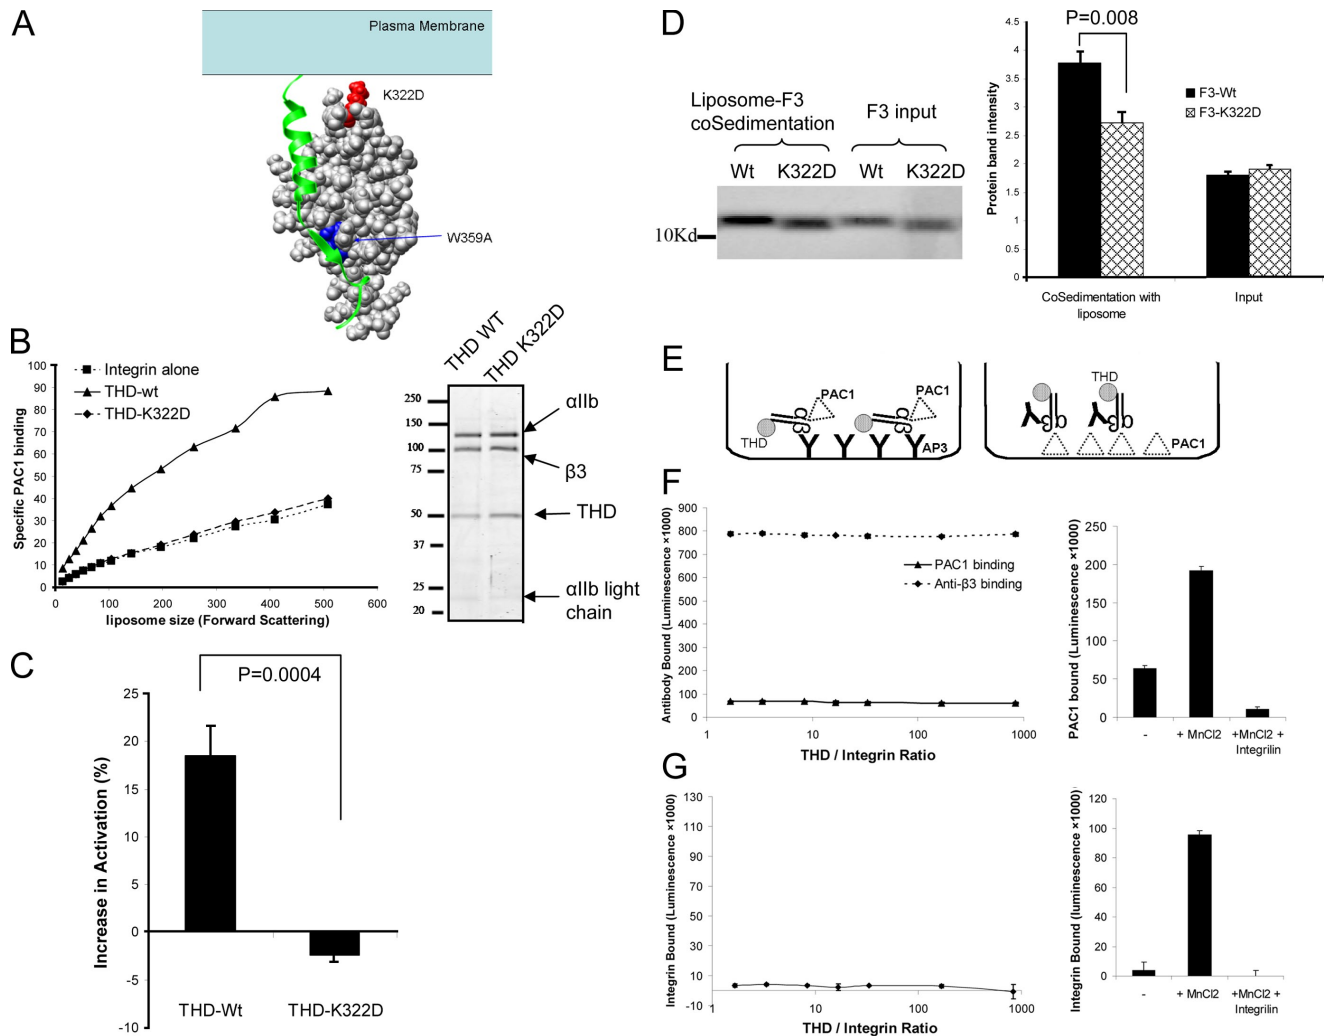 A
Plasma Membrane
K322D
W359A
B
Specific PAC1 binding
100
90
80
70
60
50
40
30
20
10
0
Integrin alone
THD-wt
THD-K322D
0
100
200
300
400
500
600
liposome size (Forward Scattering)
THD WT
THD K322D
250
150
100
75
50
37
25
20
αIIb
β3
THD
αIIb light
chain
C
P=0.0004
Increase in Activation (%)
25
20
15
10
5
0
-5
-10
THD-Wt
THD-K322D
D
Liposome-F3
coSedimentation
F3 input
Wt
K322D
Wt
K322D
10Kd
P=0.008
Protein band intensity
4.5
4
3.5
3
2.5
2
1.5
1
0.5
0
F3-Wt
F3-K322D
CoSedimentation with
liposome
Input
E
PAC1
PAC1
α
β3
α
β3
THD
AP3
THD
α
β3
α
β3
PAC1
F
Antibody Bound (Luminescence ×1000)
900
800
700
600
500
400
300
200
100
0
PAC1 binding
Anti-β3 binding
1
10
100
1000
THD / Integrin Ratio
PAC1 bound (Luminescence ×1000)
250
200
150
100
50
0
-
+ MnCl2
+MnCl2 +
Integrilin
G
Integrin Bound (Luminescence ×1000)
130
110
90
70
50
30
10
-10
1
10
100
1000
THD / Integrin Ratio
Integrin Bound (luminescence ×1000)
120
100
80
60
40
20
0
-
+ MnCl2
+MnCl2 +
Integrilin